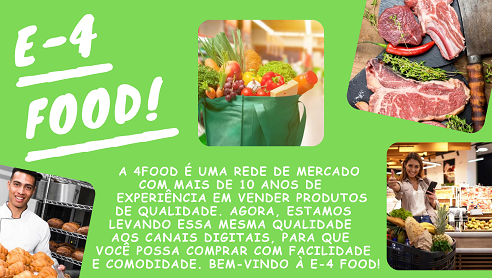 E-4
FOOD!
A 4FOOD É UMA REDE DE MERCADO
COM MAIS DE 10 ANOS DE
EXPERIÊNCIA EM VENDER PRODUTOS
DE QUALIDADE. AGORA, ESTAMOS
LEVANDO ESSA MESMA QUALIDADE
AOS CANAIS DIGITAIS, PARA QUE
VOCÊ POSSA COMPRAR COM FACILIDADE
E COMODIDADE. BEM-VINDO À E-4 FOOD!